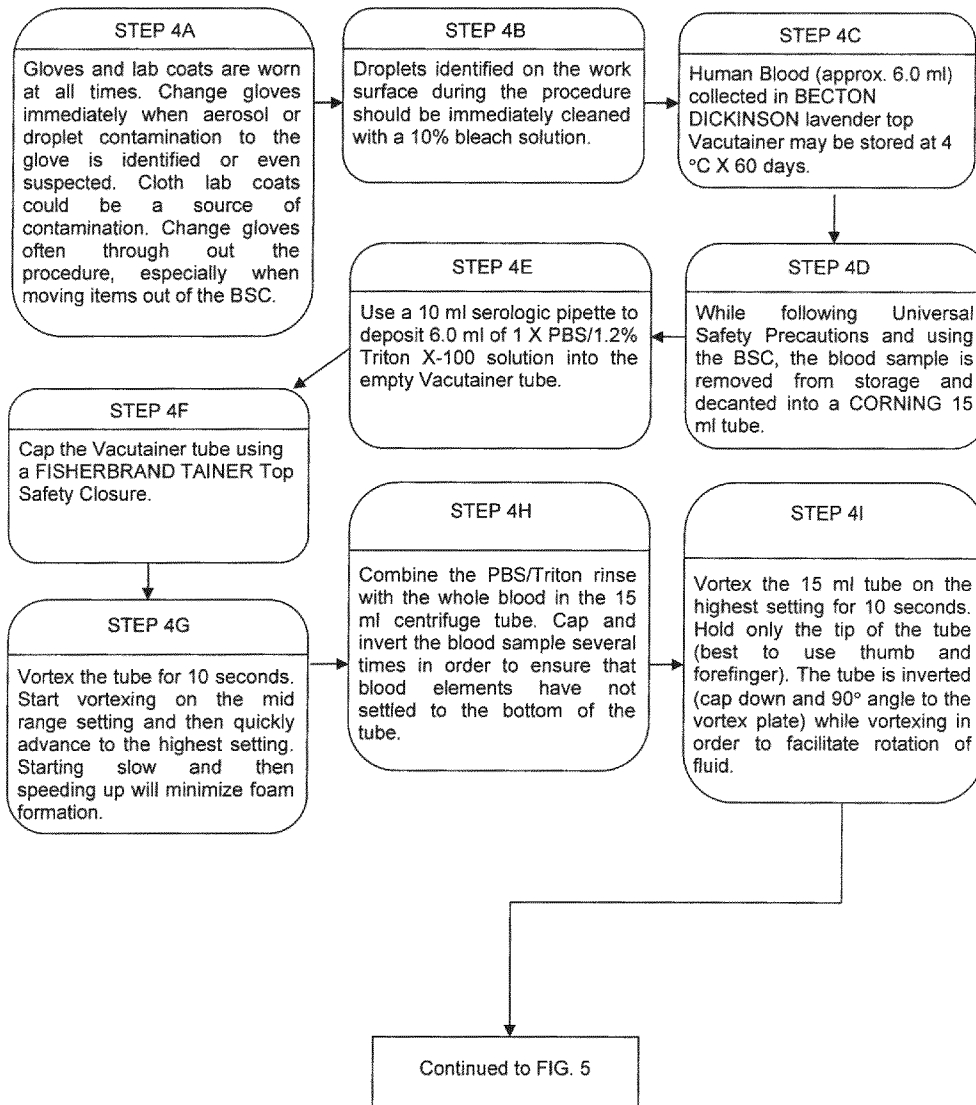 STEP 4A
Gloves and lab coats are worn
at all times. Change gloves
immediately when aerosol or
droplet contamination to the
glove is identified or even
suspected. Cloth lab coats
could be a source of
contamination. Change gloves
often through out the
procedure, especially when
moving items out of the BSC.
STEP 4B
Droplets identified on the work
surface during the procedure
should be immediately cleaned
with a 10% bleach solution.
STEP 4C
Human Blood (approx. 6.0 ml)
collected in BECTON
DICKINSON lavender top
Vacutainer may be stored at 4
°C X 60 days.
STEP 4D
While following Universal
Safety Precautions and using
the BSC, the blood sample is
removed from storage and
decanted into a CORNING 15
ml tube.
STEP 4E
Use a 10 ml serologic pipette to
deposit 6.0 ml of 1 X PBS/1.2%
Triton X-100 solution into the
empty Vacutainer tube.
STEP 4F
Cap the Vacutainer tube using
a FISHERBRAND TAINER Top
Safety Closure.
STEP 4G
Vortex the tube for 10 seconds.
Start vortexing on the mid
range setting and then quickly
advance to the highest setting.
Starting slow and then
speeding up will minimize foam
formation.
STEP 4H
Combine the PBS/Triton rinse
with the whole blood in the 15
ml centrifuge tube. Cap and
invert the blood sample several
times in order to ensure that
blood elements have not
settled to the bottom of the
tube.
STEP 4I
Vortex the 15 ml tube on the
highest setting for 10 seconds.
Hold only the tip of the tube
(best to use thumb and
forefinger). The tube is inverted
(cap down and 90° angle to the
vortex plate) while vortexing in
order to facilitate rotation of
fluid.
Continued to FIG. 5